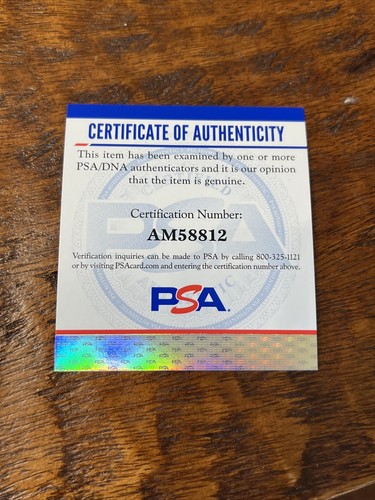 CERTIFICATE OF AUTHENTICITY
This item has been examined by one or more
PSA/DNA authenticators and it is our opinion
that the item is genuine.
Certification Number:
AM58812
Verification inquiries can be made to PSA by calling 800-325-1121
or by visiting PSAcard.com and entering the certification number above.
PSA